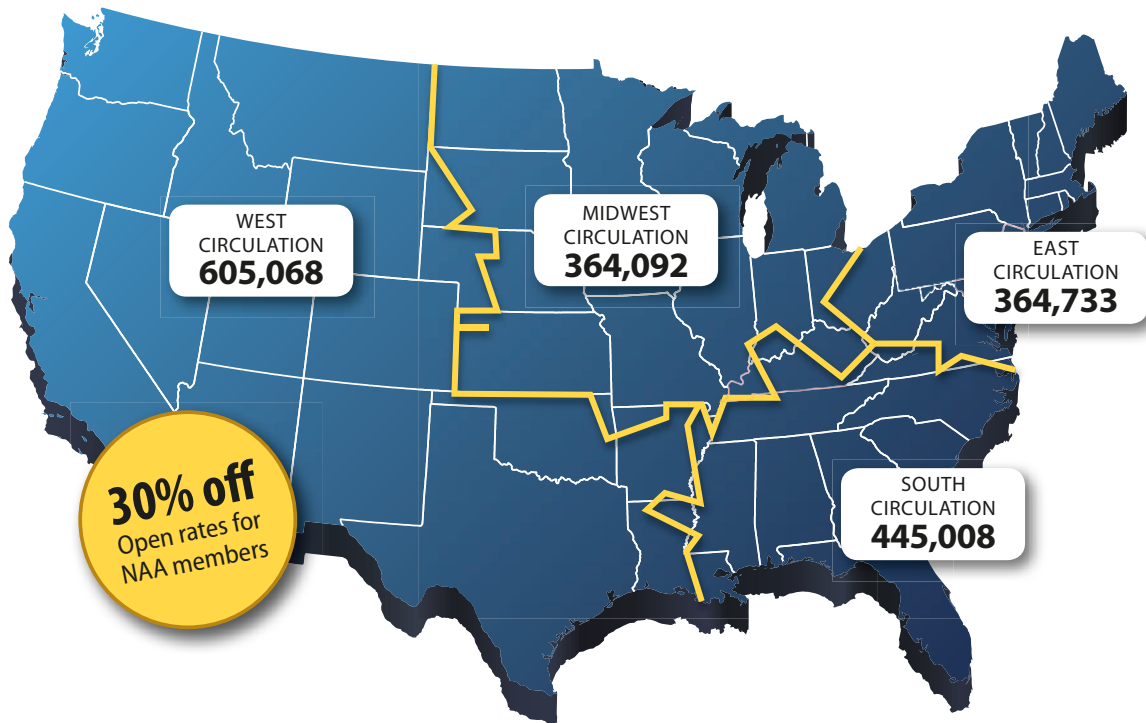 WEST
CIRCULATION
605,068
MIDWEST
CIRCULATION
364,092
EAST
CIRCULATION
364,733
30% off
Open rates for
NAA members
SOUTH
CIRCULATION
445,008